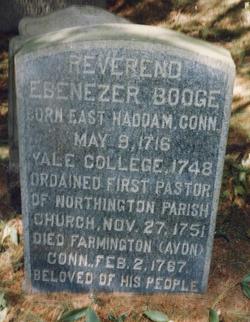 REVEREND
EBENEZER BOOGE
BORN EAST HADDAM, CONN.
MAY 9, 1716
YALE COLLEGE, 1748
ORDAINED FIRST PASTOR
OF NORTHINGTON PARISH
CHURCH, NOV. 27, 1751
DIED FARMINGTON (AVON)
CONN. FEB. 2, 1767
BELOVED OF HIS PEOPLE